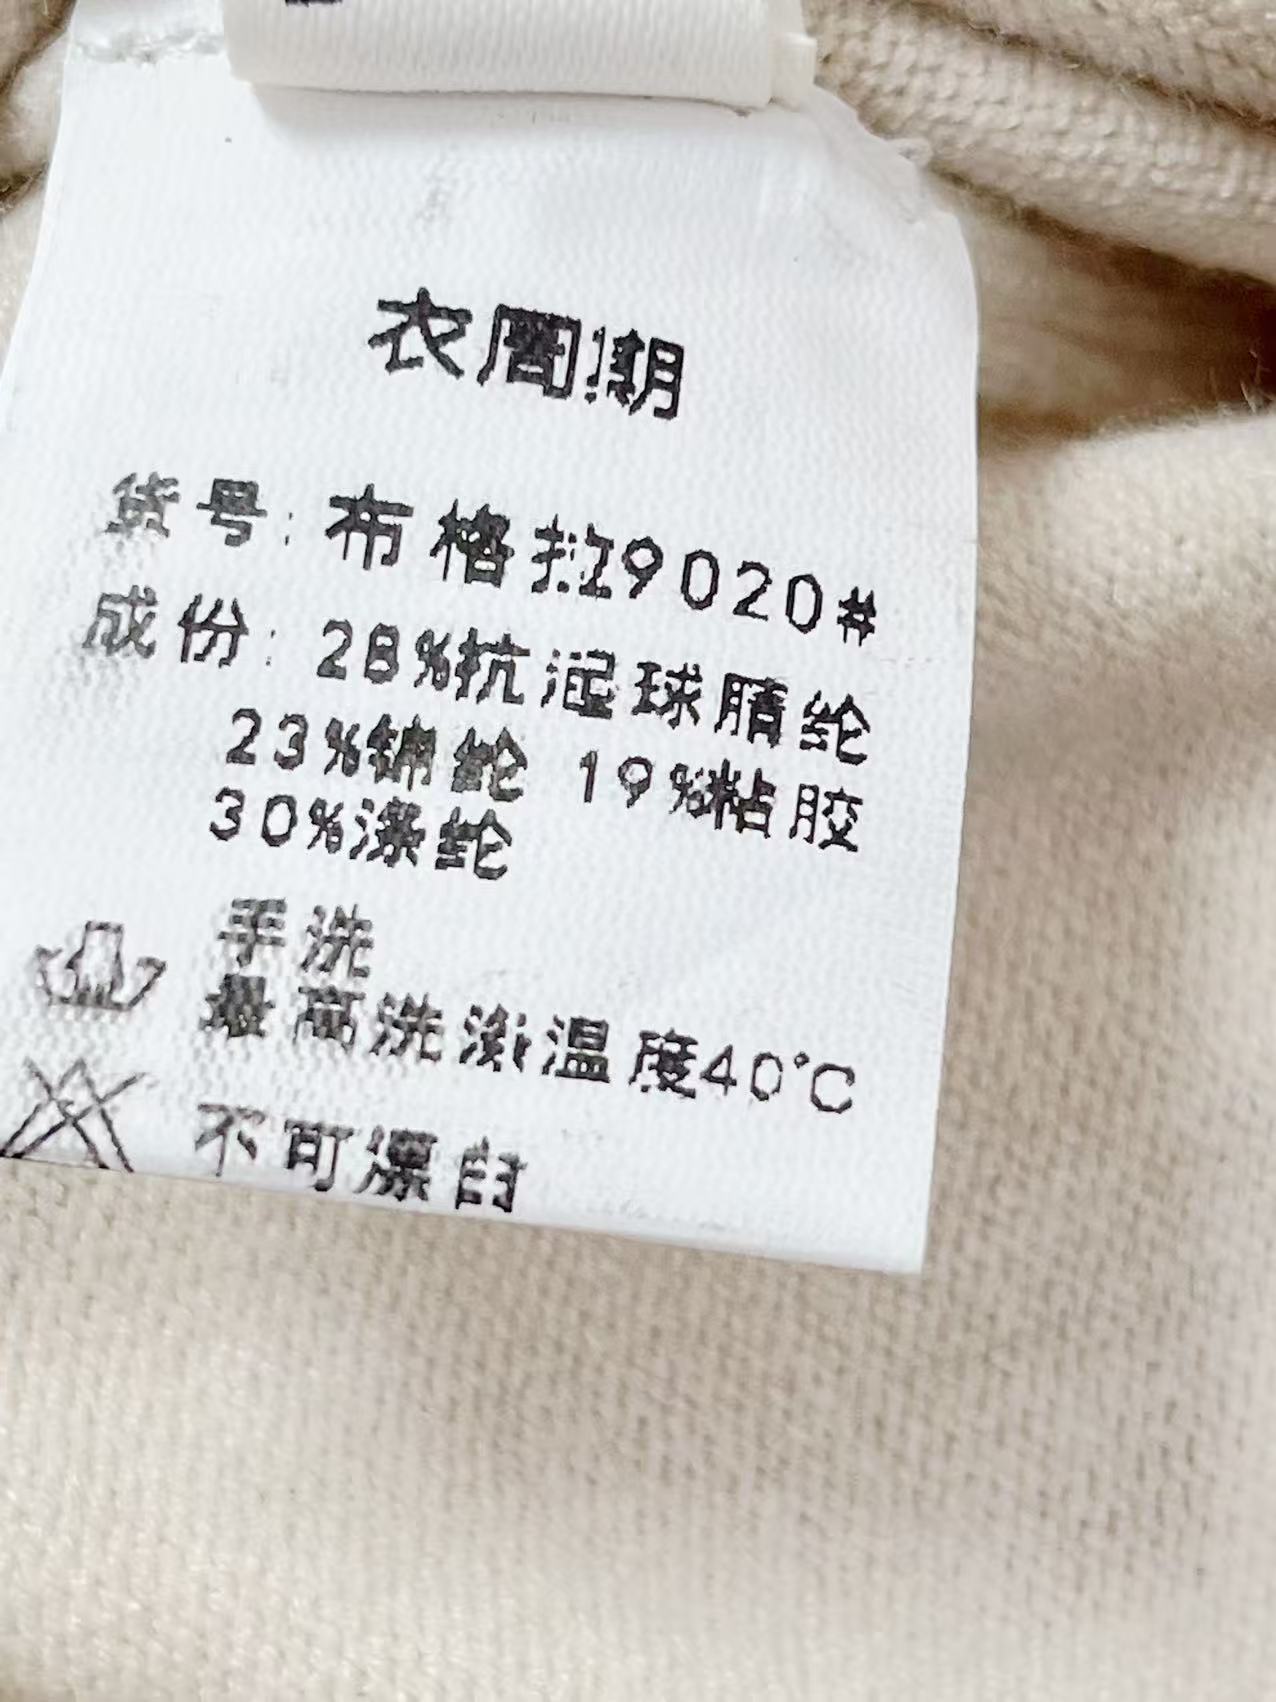 衣周期
货号:布格拉9020#
成份:28%抗起球腈纶
23%锦纶 19%粘胶
30%涤纶
手洗
最高洗涤温度40℃
不可漂白